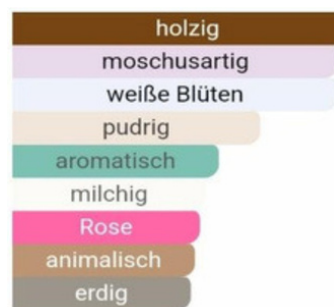 holzig
moschusartig
weiße Blüten
pudrig
aromatisch
milchig
Rose
animalisch
erdig